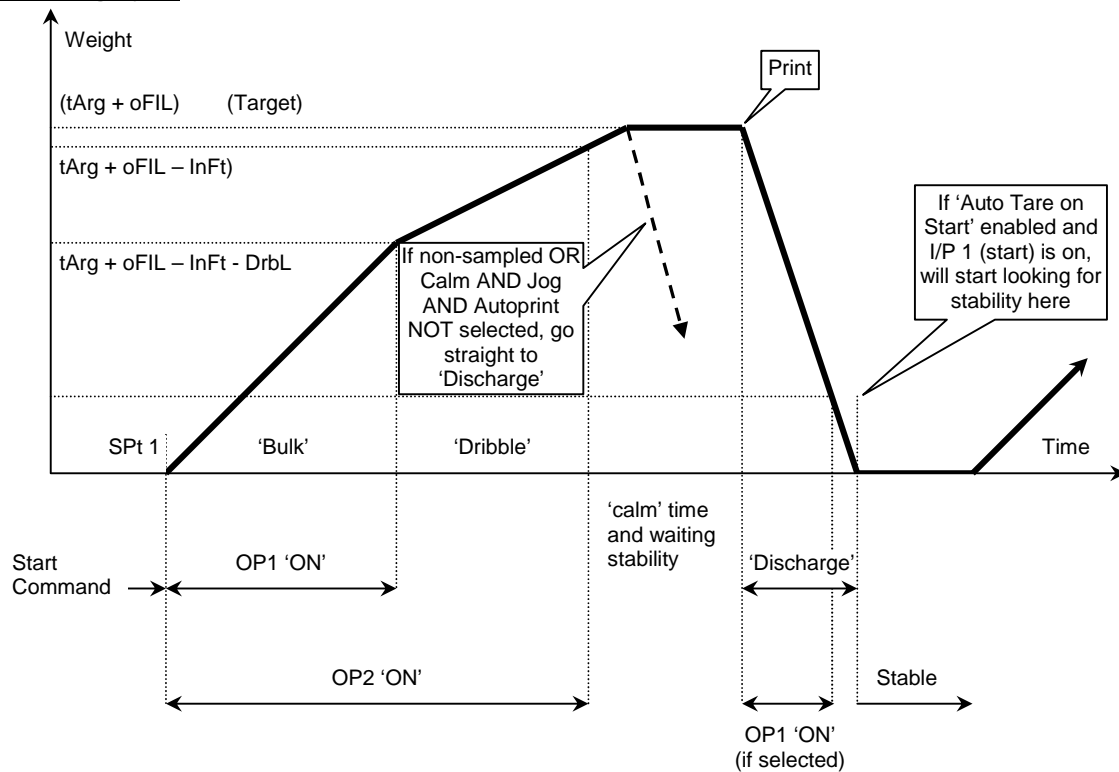 Weight
Print
(tArg + oFIL) (Target)
tArg + oFIL – InFt)
If ‘Auto Tare on
Start’ enabled and
I/P 1 (start) is on,
will start looking for
stability here
tArg + oFIL – InFt - DrbL
If non-sampled OR
Calm AND Jog
AND Autoprint
NOT selected, go
straight to
‘Discharge’
SPt 1
‘Bulk’
‘Dribble’
Time
‘calm’ time
and waiting
stability
Start
Command
OP1 ‘ON’
‘Discharge’
OP2 ‘ON’
Stable
OP1 ‘ON’
(if selected)